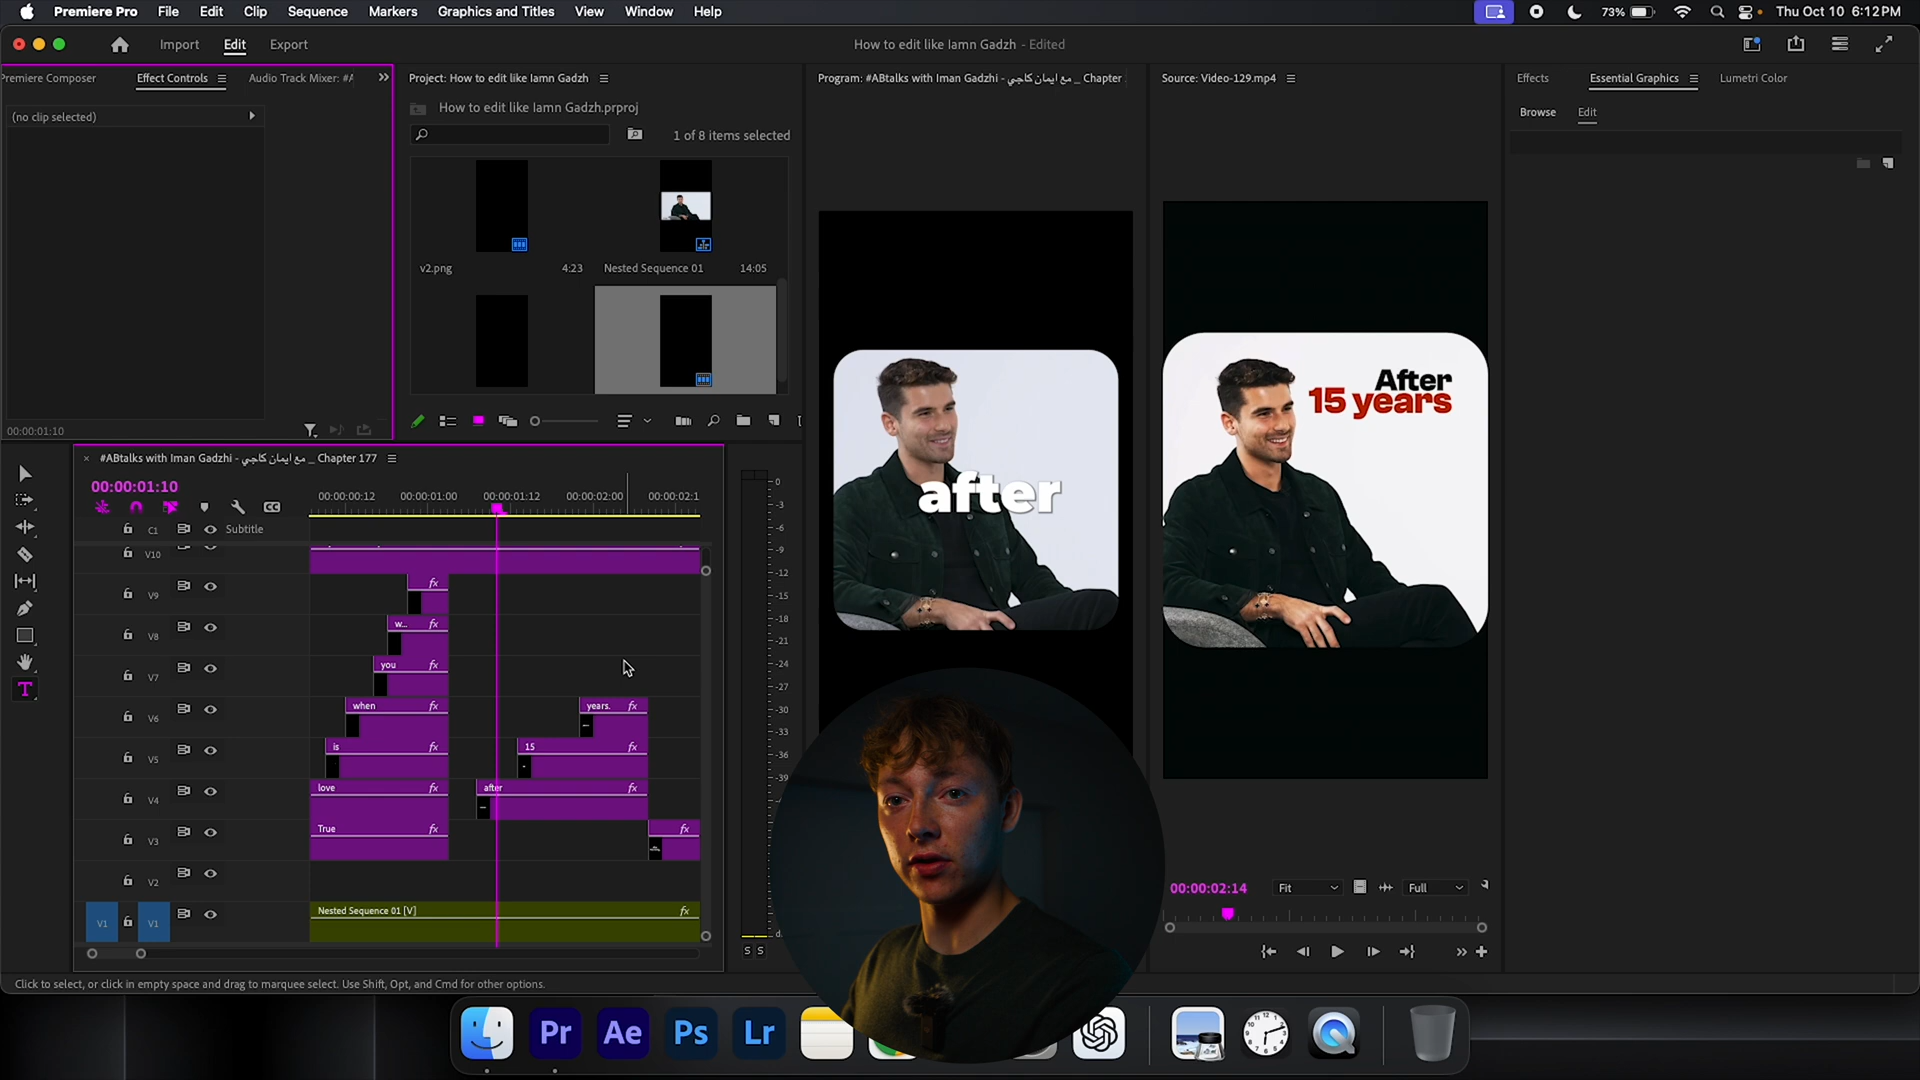 Premiere Pro File Edit Clip Sequence Markers Graphics and Titles View Window Help 73% Thu Oct 10 6:12 PM
Import Edit Export How to edit like Iamn Gadzh - Edited
Premiere Composer Effect Controls Audio Track Mixer: #A
(no clip selected)
00:00:01:10
Project: How to edit like Iamn Gadzh
How to edit like Iamn Gadzh.prproj
1 of 8 items selected
v2.png 4:23 Nested Sequence 01 14:05
Program: #ABtalks with Iman Gadzhi - مع ايمان كاجي _ Chapter
after
Source: Video-129.mp4
After
15 years
00:00:02:14 Fit Full
Effects Essential Graphics Lumetri Color
Browse Edit
#ABtalks with Iman Gadzhi - مع ايمان كاجي _ Chapter 177
00:00:01:10
00:00:00:12 00:00:01:00 00:00:01:12 00:00:02:00 00:00:02:1
C1 Subtitle
V10
V9 fx
V8 w... fx
V7 you fx
V6 when fx years. fx
V5 is fx 15 fx
V4 love fx after fx
V3 True fx fx
V2
V1 V1 Nested Sequence 01 [V] fx
0
-3
-6
-9
-12
-15
-18
-21
-24
-27
-30
-33
-36
-39
S S
Click to select, or click in empty space and drag to marquee select. Use Shift, Opt, and Cmd for other options.
Pr Ae Ps Lr